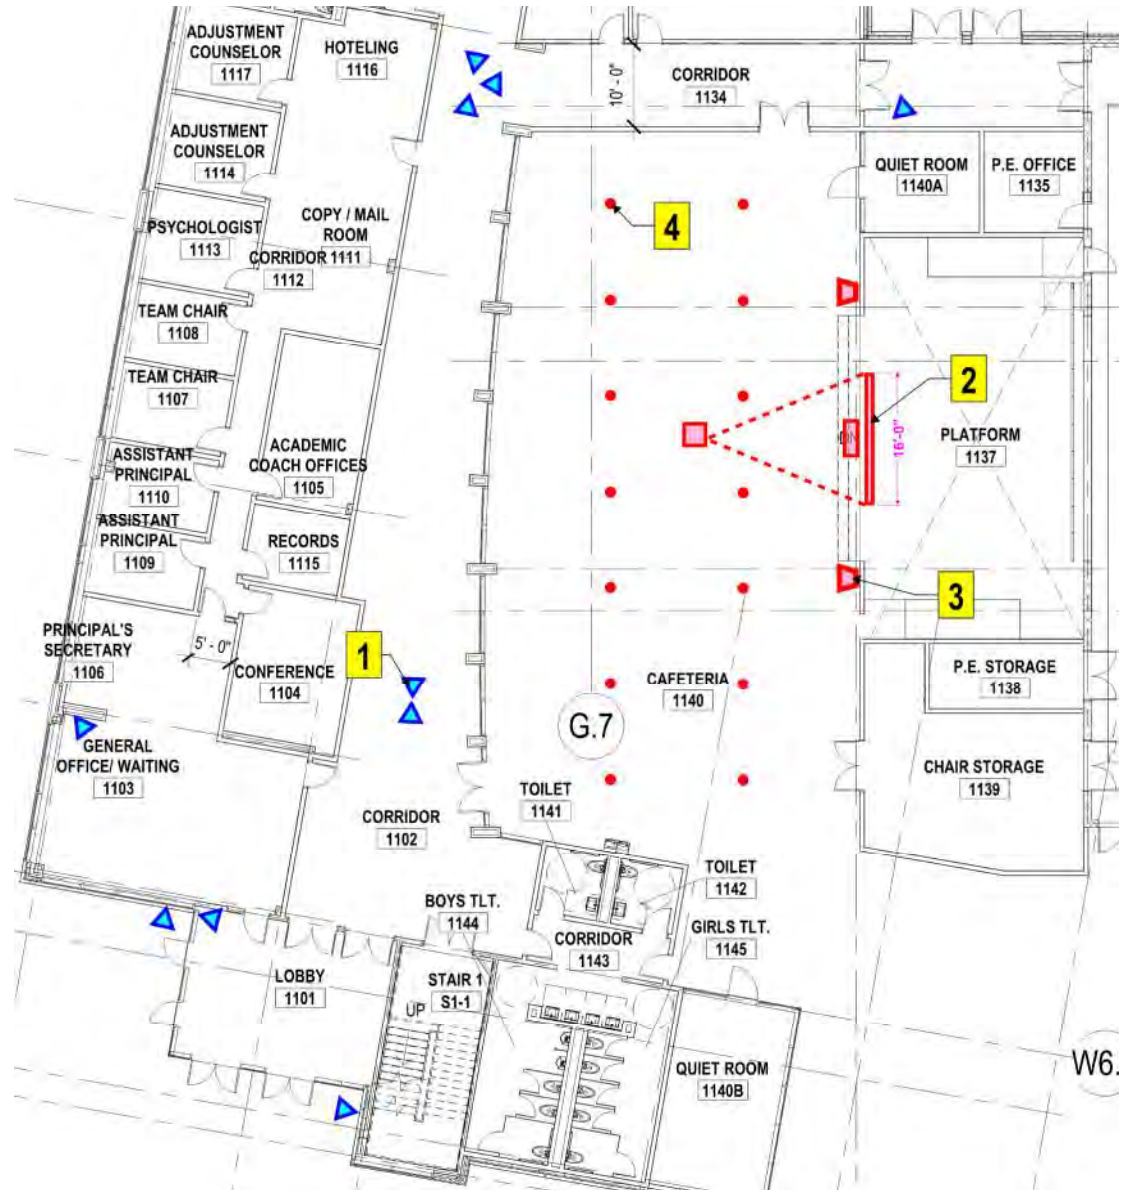 ADJUSTMENT
COUNSELOR
1117
HOTELING
1116
10' - 0"
CORRIDOR
1134
ADJUSTMENT
COUNSELOR
1114
QUIET ROOM
1140A
P.E. OFFICE
1135
4
PSYCHOLOGIST
1113
COPY / MAIL
ROOM
1111
CORRIDOR
1112
TEAM CHAIR
1108
TEAM CHAIR
1107
2
16'-0"
PLATFORM
1137
ACADEMIC
COACH OFFICES
1105
ASSISTANT
PRINCIPAL
1110
ASSISTANT
PRINCIPAL
1109
RECORDS
1115
3
PRINCIPAL'S
SECRETARY
1106
5' - 0"
1
CONFERENCE
1104
CAFETERIA
1140
P.E. STORAGE
1138
G.7
GENERAL
OFFICE/ WAITING
1103
CHAIR STORAGE
1139
TOILET
1141
CORRIDOR
1102
TOILET
1142
BOYS TLT.
1144
GIRLS TLT.
1145
CORRIDOR
1143
LOBBY
1101
STAIR 1
S1-1
UP
QUIET ROOM
1140B
W6.